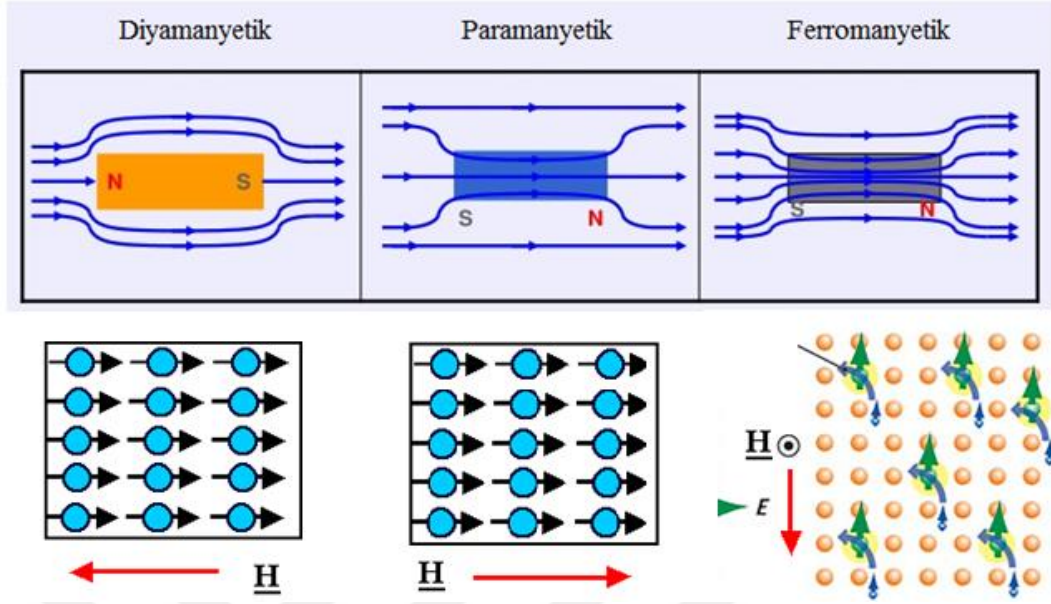 Diyamanyetik Paramanyetik Ferromanyetik
N S
S N
S N
H
H
H
E